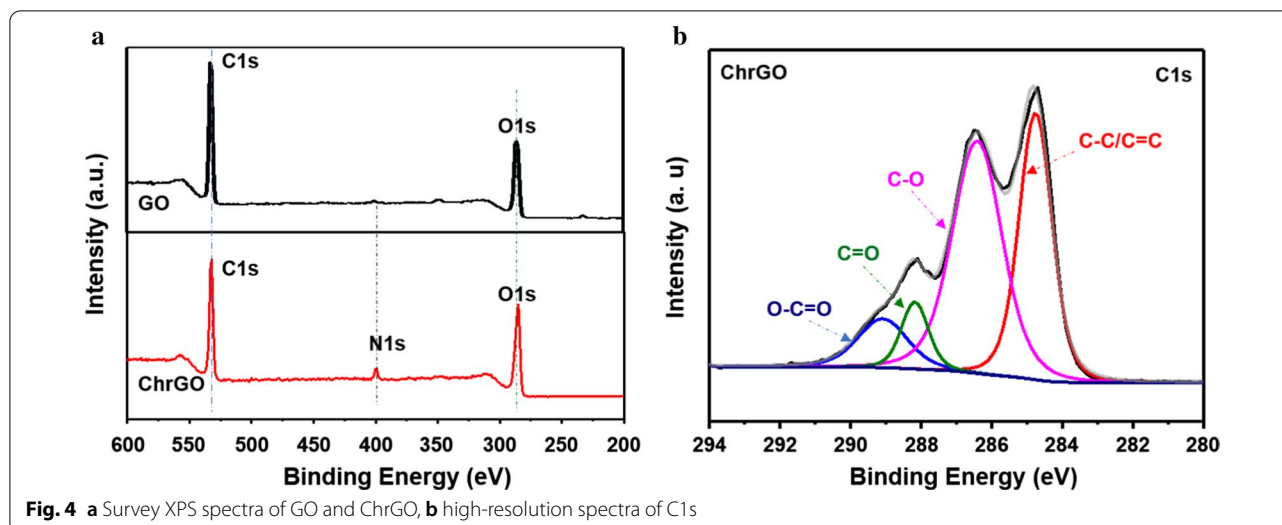 a
C1s
O1s
GO
C1s
O1s
N1s
ChrGO
Intensity (a.u.)
600 550 500 450 400 350 300 250 200
Binding Energy (eV)
b
ChrGO C1s
C-C/C=C
C-O
C=O
O-C=O
Intensity (a. u)
294 292 290 288 286 284 282 280
Binding Energy (eV)
Fig. 4 a Survey XPS spectra of GO and ChrGO, b high-resolution spectra of C1s